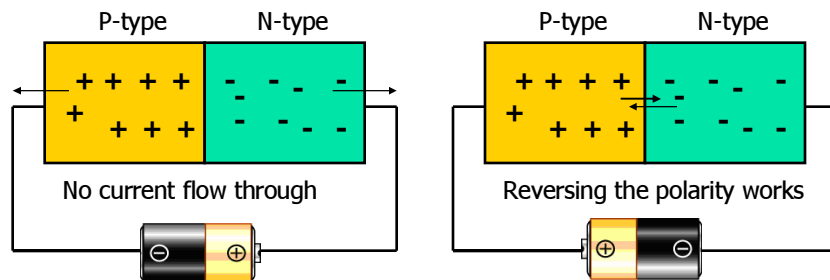 P-type N-type
No current flow through
P-type N-type
Reversing the polarity works